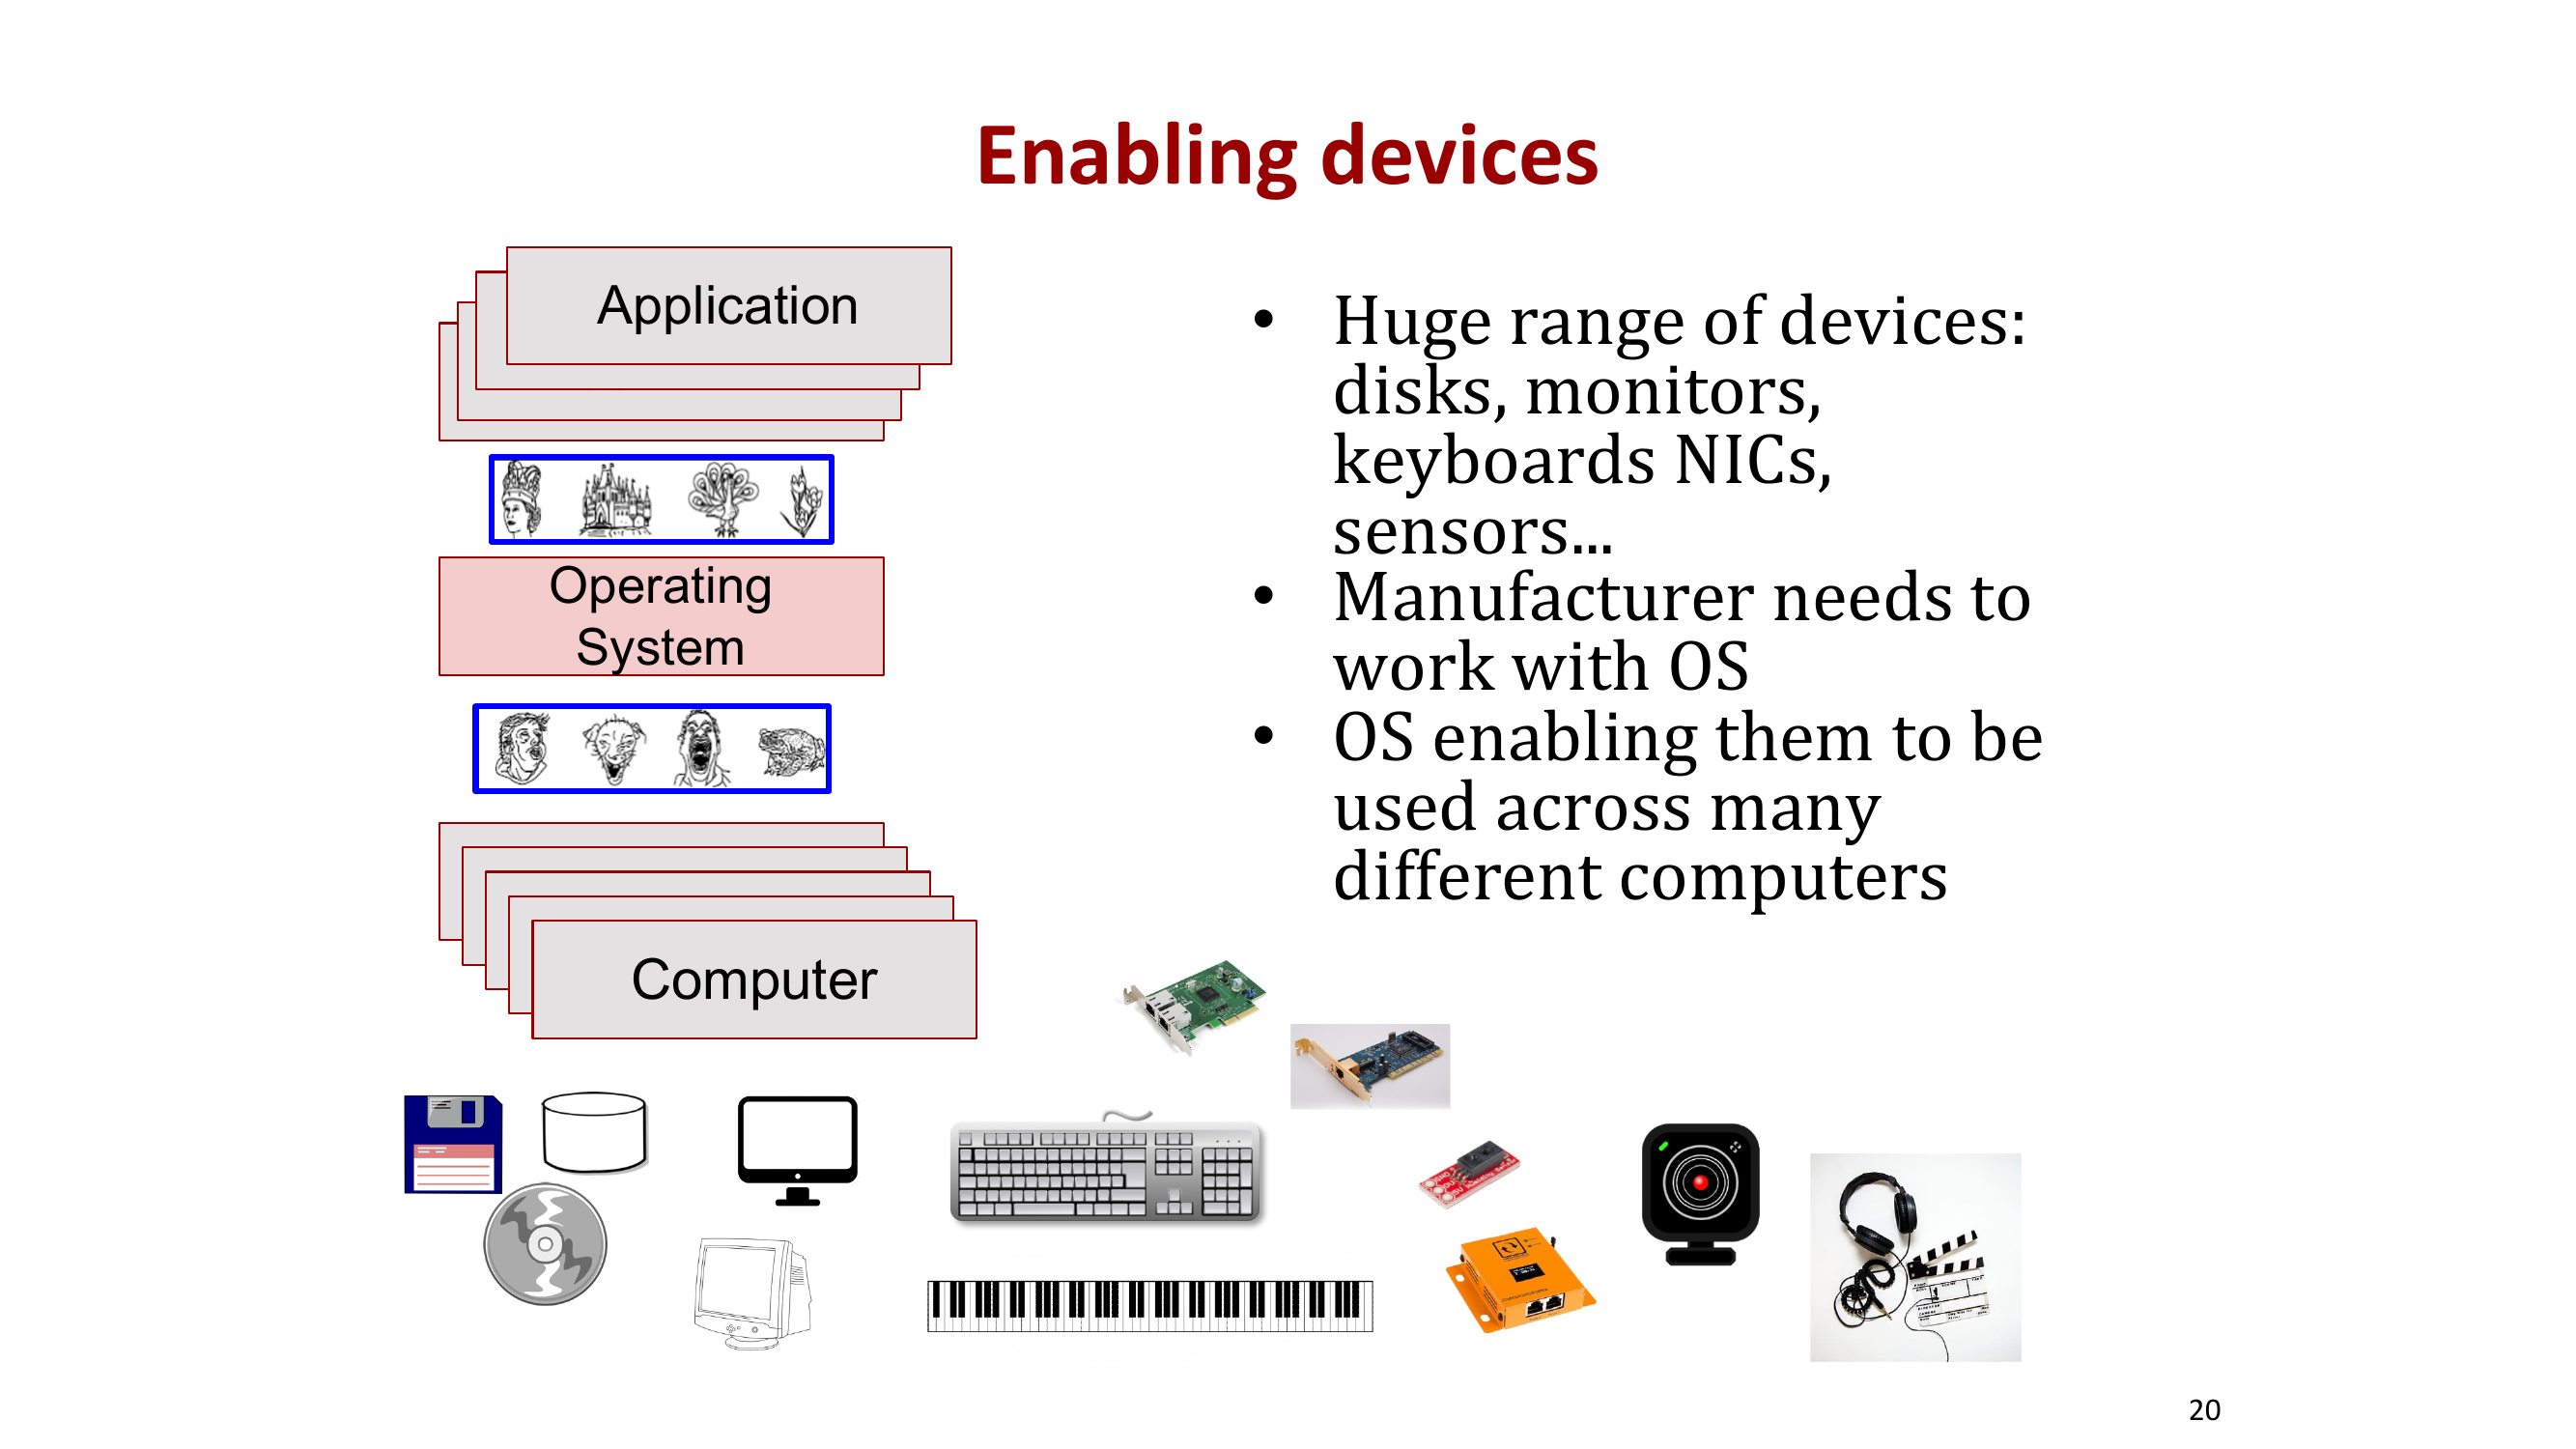 Enabling devices
Application
Operating
System
Computer
• Huge range of devices:
disks, monitors,
keyboards NICs,
sensors...
• Manufacturer needs to
work with OS
• OS enabling them to be
used across many
different computers
20